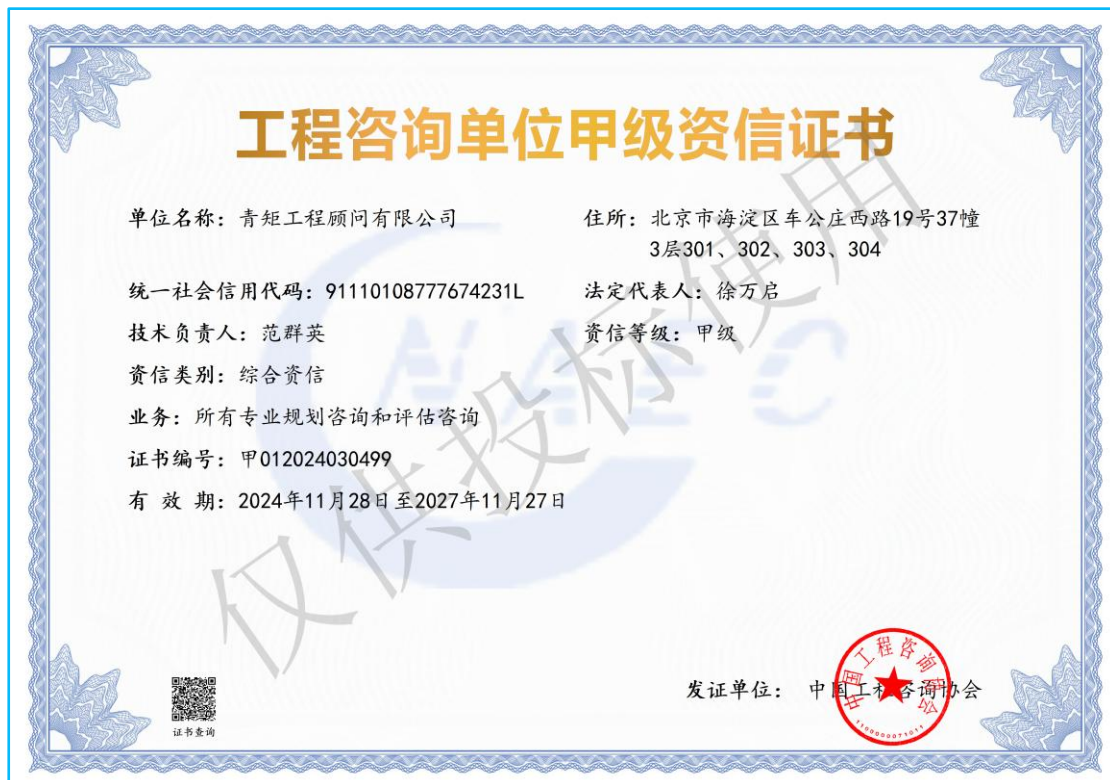 工程咨询单位甲级资信证书
单位名称：青矩工程顾问有限公司
住所：北京市海淀区车公庄西路19号37幢
3层301、302、303、304
统一社会信用代码：91110108777674231L
法定代表人：徐万启
技术负责人：范群英
资信等级：甲级
资信类别：综合资信
业务：所有专业规划咨询和评估咨询
证书编号：甲012024030499
有 效 期：2024年11月28日至2027年11月27日
CNAEC
仅供投标使用
证书查询
发证单位： 中国工程咨询协会
中国工程咨询协会
1100000071011